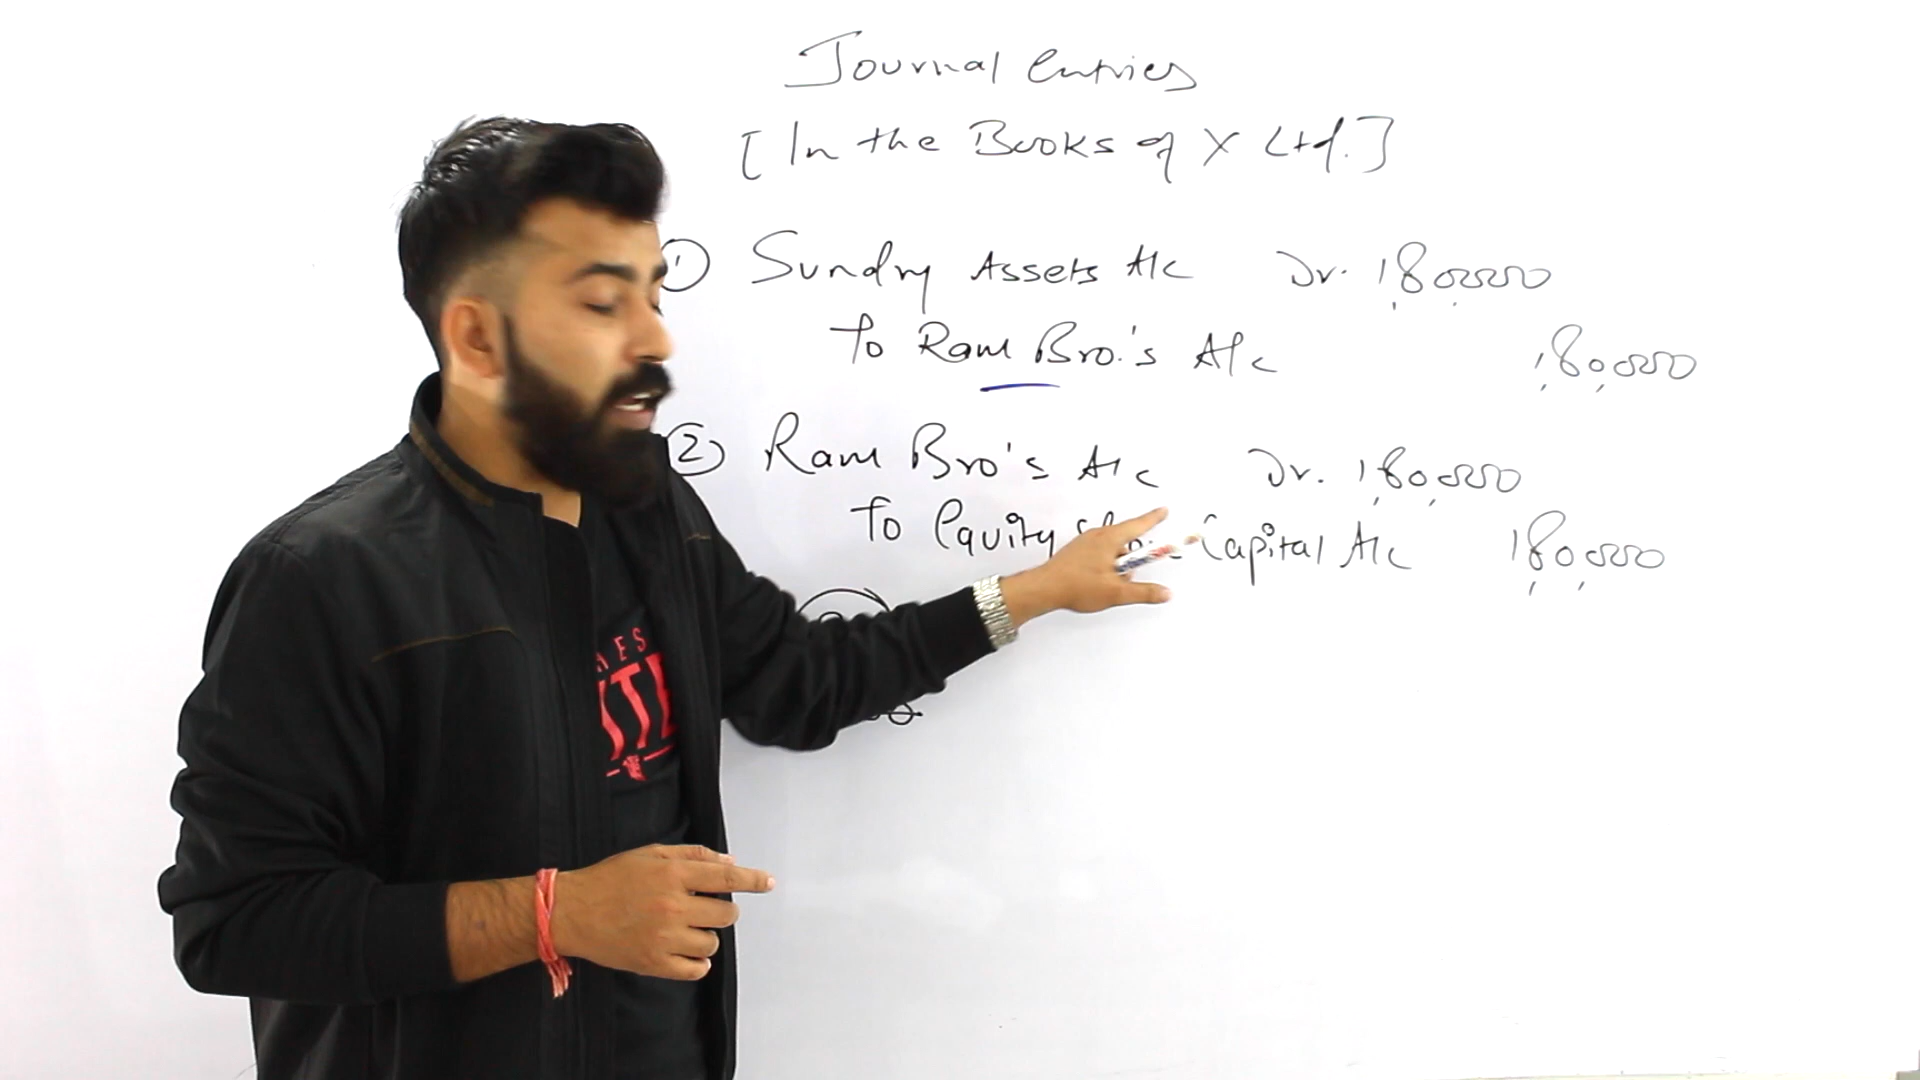 Journal Entries
[In the Books of X Ltd.]
① Sundry Assets A/c Dr. 1,80,000
To Ram Bro.'s A/c 1,80,000
② Ram Bro's A/c Dr. 1,80,000
To Equity Capital A/c 1,80,000